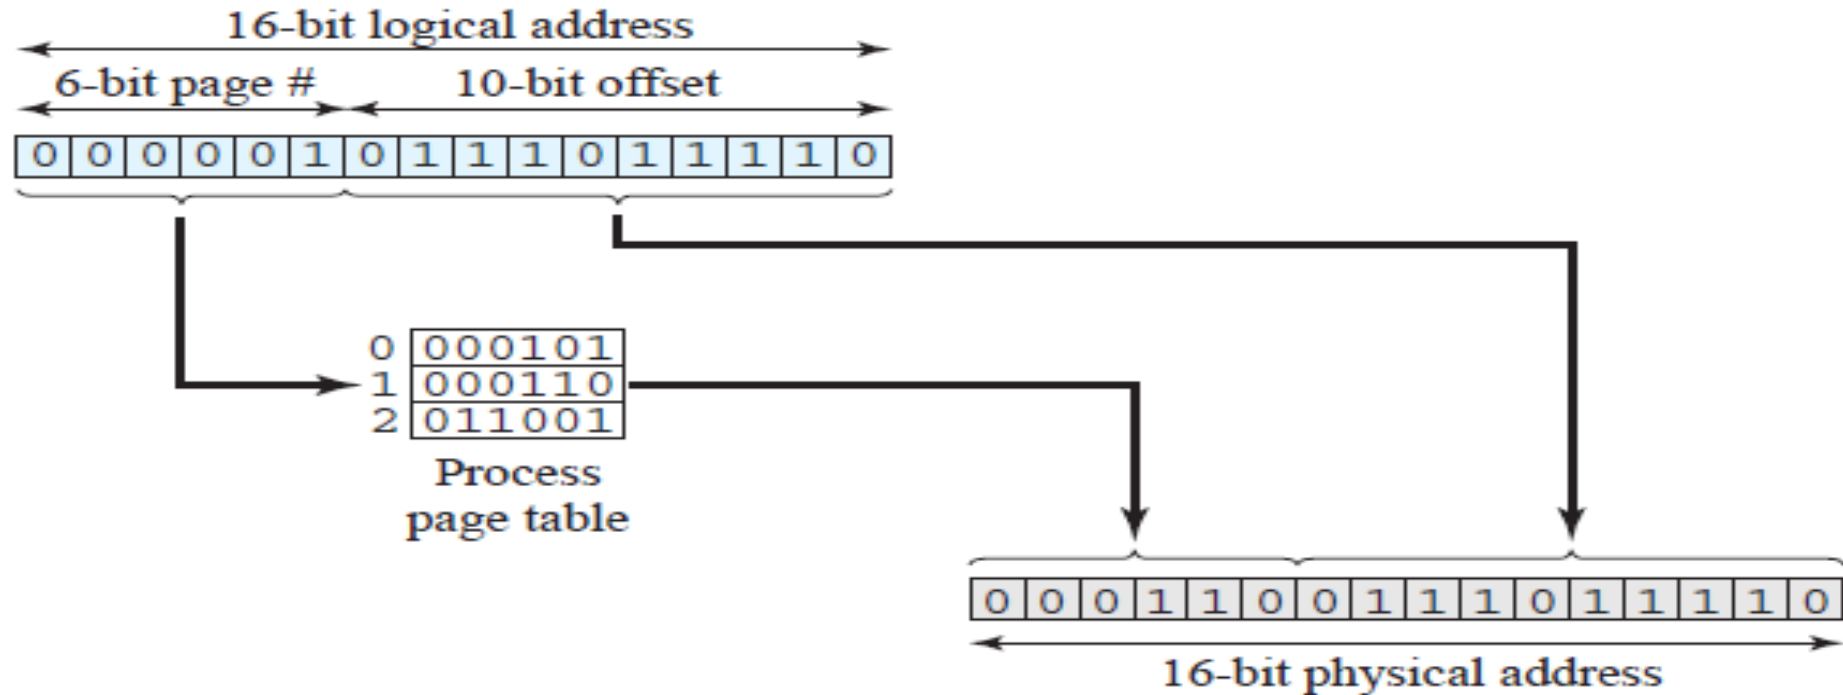 16-bit logical address
6-bit page # 10-bit offset
0 0 0 0 0 1 0 1 1 1 0 1 1 1 1 0
0 000101
1 000110
2 011001
Process
page table
0 0 0 1 1 0 0 1 1 1 0 1 1 1 1 0
16-bit physical address